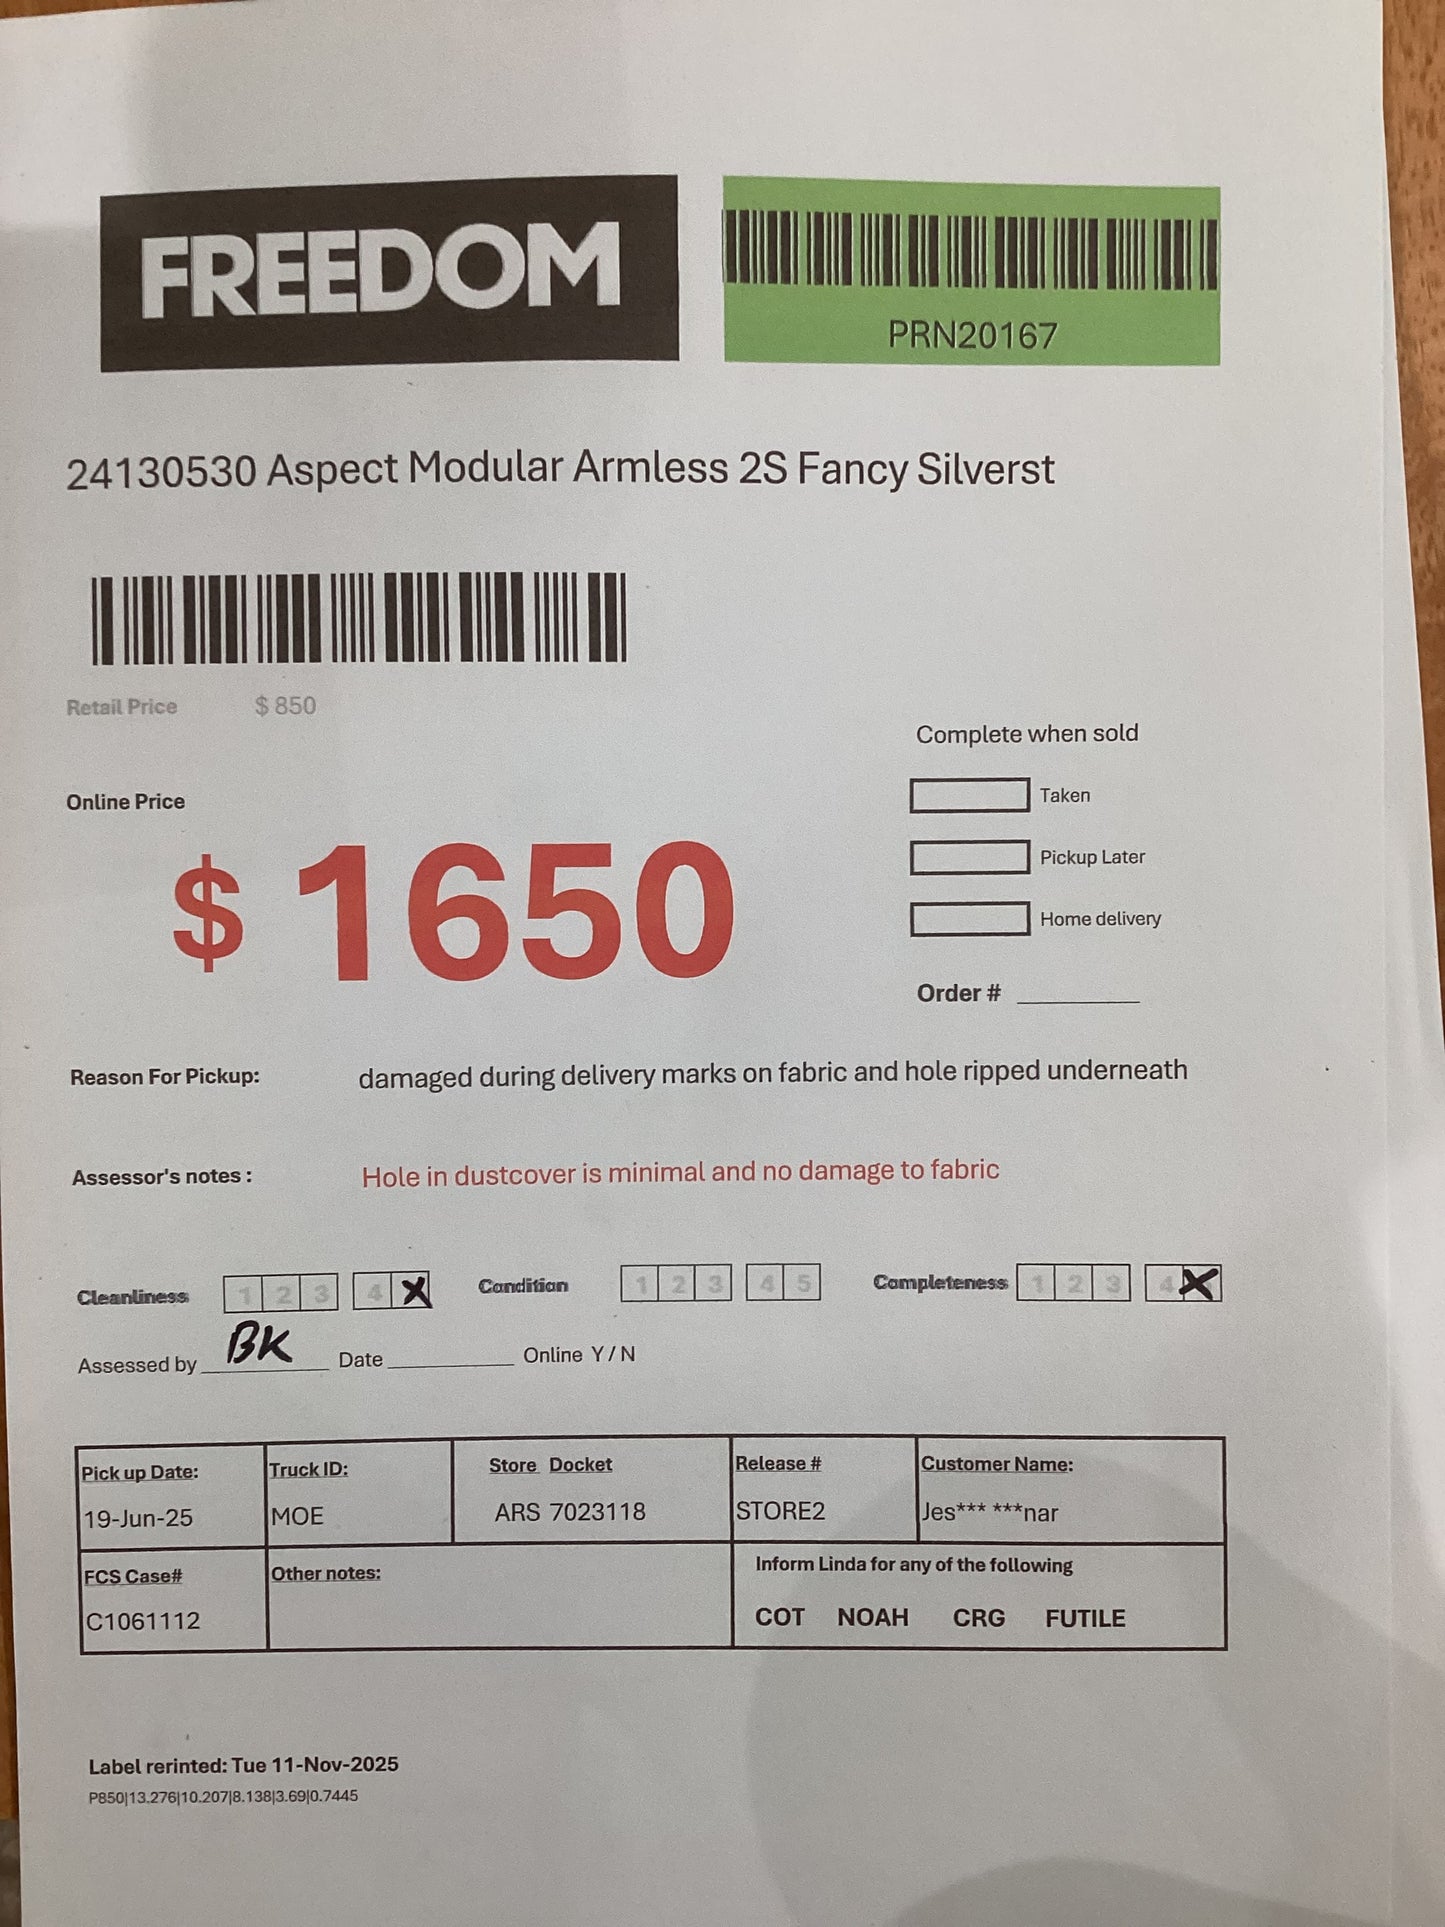 FREEDOM
PRN20167
24130530 Aspect Modular Armless 2S Fancy Silverst
Retail Price $ 850
Complete when sold
Online Price
Taken
$ 1650
Pickup Later
Home delivery
Order # ________
Reason For Pickup: damaged during delivery marks on fabric and hole ripped underneath
Assessor's notes : Hole in dustcover is minimal and no damage to fabric
Cleanliness 1 2 3 4 X Condition 1 2 3 4 5 Completeness 1 2 3 4 X
Assessed by BK Date ________ Online Y / N
Pick up Date: Truck ID: Store Docket Release # Customer Name:
19-Jun-25 MOE ARS 7023118 STORE2 Jes*** ***nar
FCS Case# Other notes: Inform Linda for any of the following
C1061112 COT NOAH CRG FUTILE
Label rerinted: Tue 11-Nov-2025
P850|13.276|10.207|8.138|3.69|0.7445